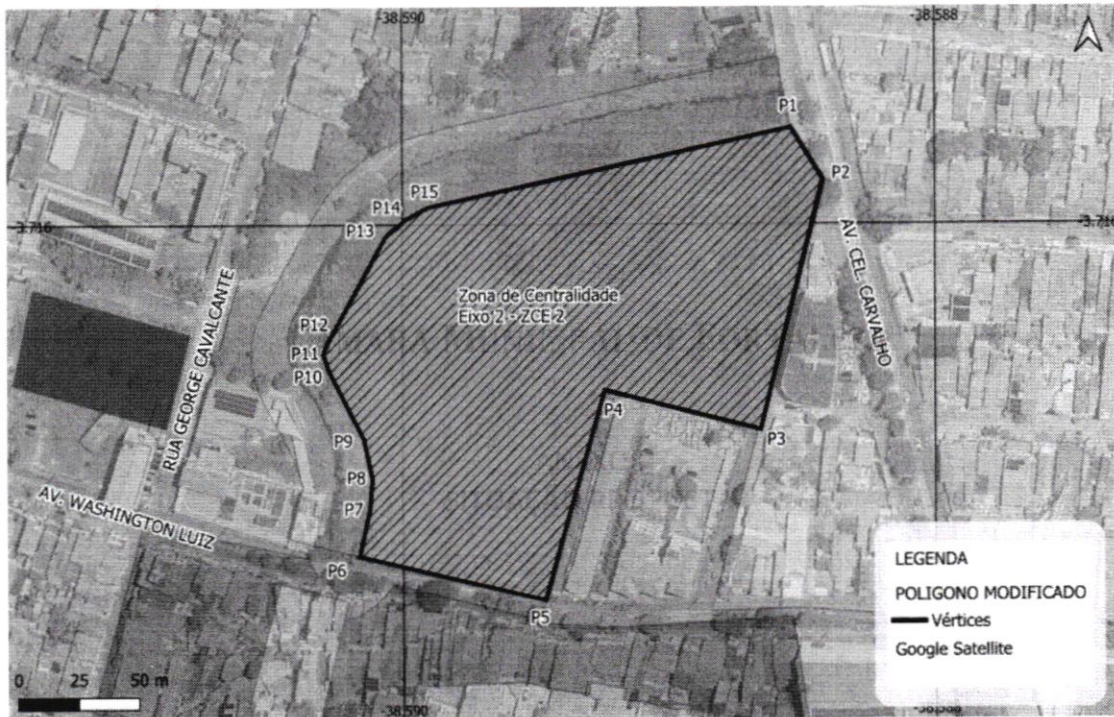 -38.590
-38.588
P1
P2
P15
P14
P13
-3.716
-3.716
AV. CEL. CARVALHO
Zona de Centralidade
Eixo 2 - ZCE 2
RUA GEORGE CAVALCANTE
P12
P11
P10
P4
P3
P9
P8
P7
AV. WASHINGTON LUIZ
P6
P5
LEGENDA
POLIGONO MODIFICADO
Vértices
Google Satellite
0 25 50 m
-38.590
-38.588